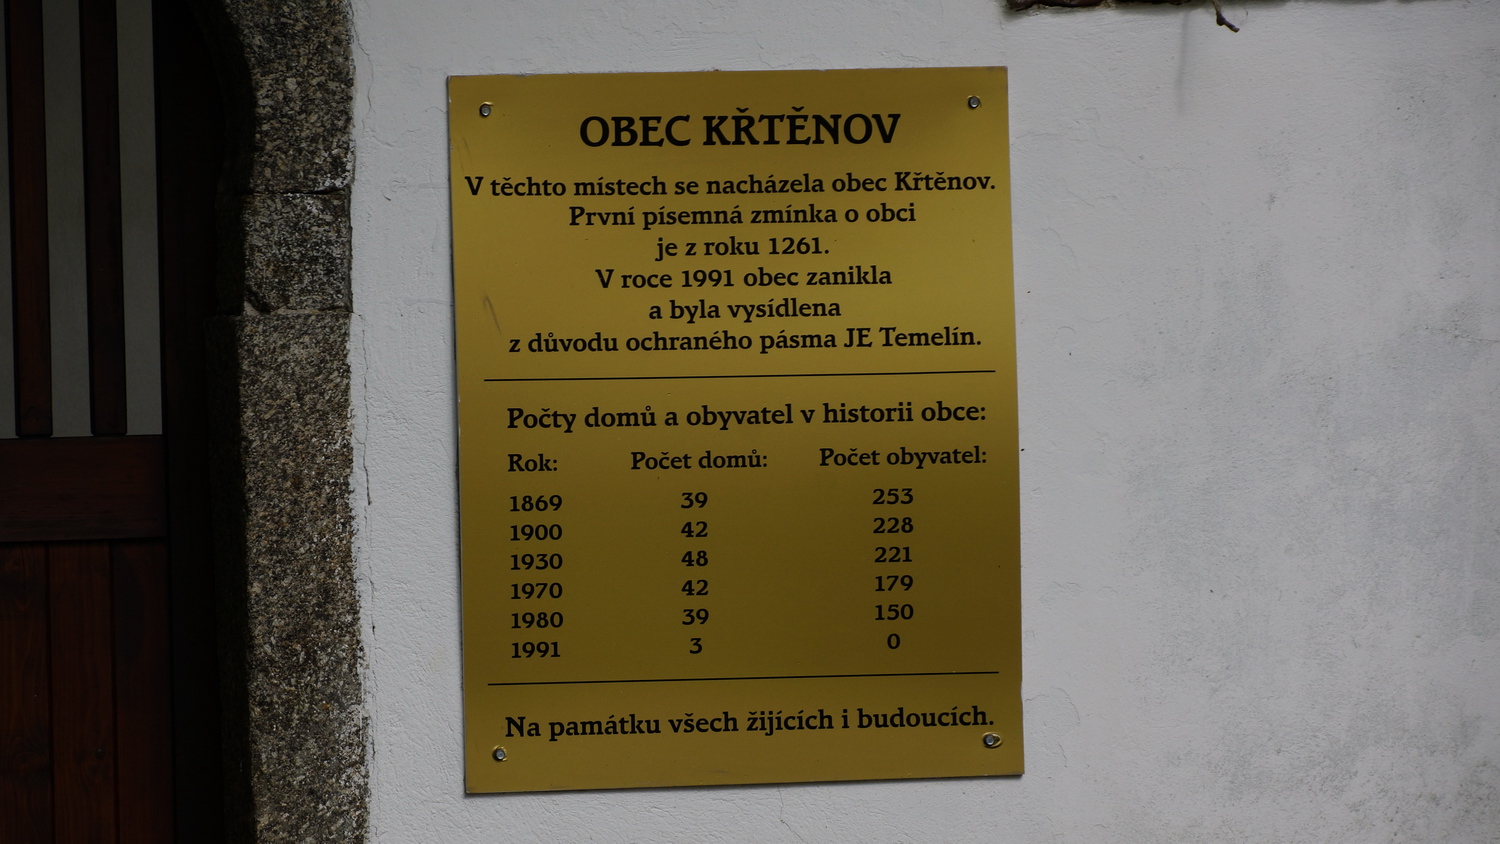 OBEC KŘTĚNOV
V těchto místech se nacházela obec Křtěnov.
První písemná zmínka o obci
je z roku 1261.
V roce 1991 obec zanikla
a byla vysídlena
z důvodu ochraného pásma JE Temelín.
Počty domů a obyvatel v historii obce:
Rok: Počet domů: Počet obyvatel:
1869 39 253
1900 42 228
1930 48 221
1970 42 179
1980 39 150
1991 3 0
Na památku všech žijících i budoucích.